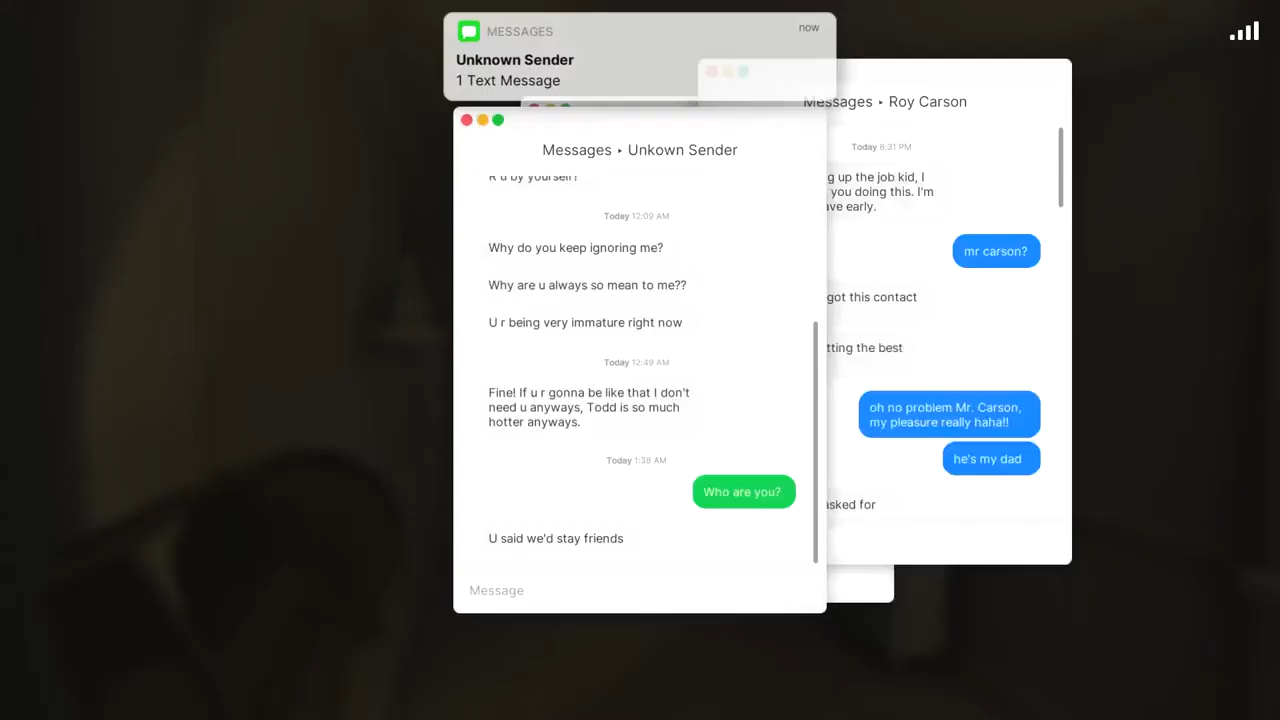 MESSAGES
now
Unknown Sender
1 Text Message
Messages ‣ Unkown Sender
R u by yourself?
Today 12:09 AM
Why do you keep ignoring me?
Why are u always so mean to me??
U r being very immature right now
Today 12:49 AM
Fine! If u r gonna be like that I don't
need u anyways, Todd is so much
hotter anyways.
Today 1:38 AM
Who are you?
U said we'd stay friends
Message
Messages ‣ Roy Carson
Today 8:31 PM
g up the job kid, I
you doing this. I'm
ave early.
mr carson?
got this contact
tting the best
oh no problem Mr. Carson,
my pleasure really haha!!
he's my dad
asked for